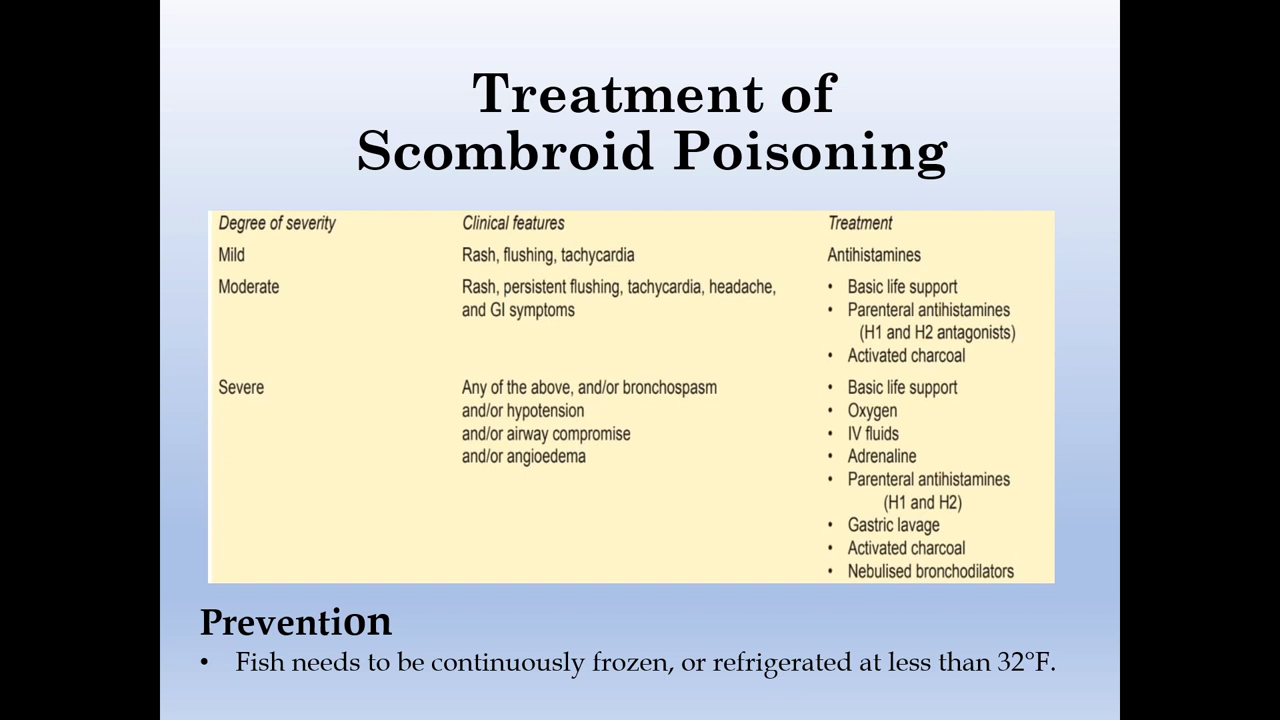 Treatment of
Scombroid Poisoning
Degree of severity Clinical features Treatment
Mild Rash, flushing, tachycardia Antihistamines
Moderate Rash, persistent flushing, tachycardia, headache, • Basic life support
and GI symptoms • Parenteral antihistamines
(H1 and H2 antagonists)
• Activated charcoal
Severe Any of the above, and/or bronchospasm • Basic life support
and/or hypotension • Oxygen
and/or airway compromise • IV fluids
and/or angioedema • Adrenaline
• Parenteral antihistamines
(H1 and H2)
• Gastric lavage
• Activated charcoal
• Nebulised bronchodilators
Prevention
• Fish needs to be continuously frozen, or refrigerated at less than 32°F.